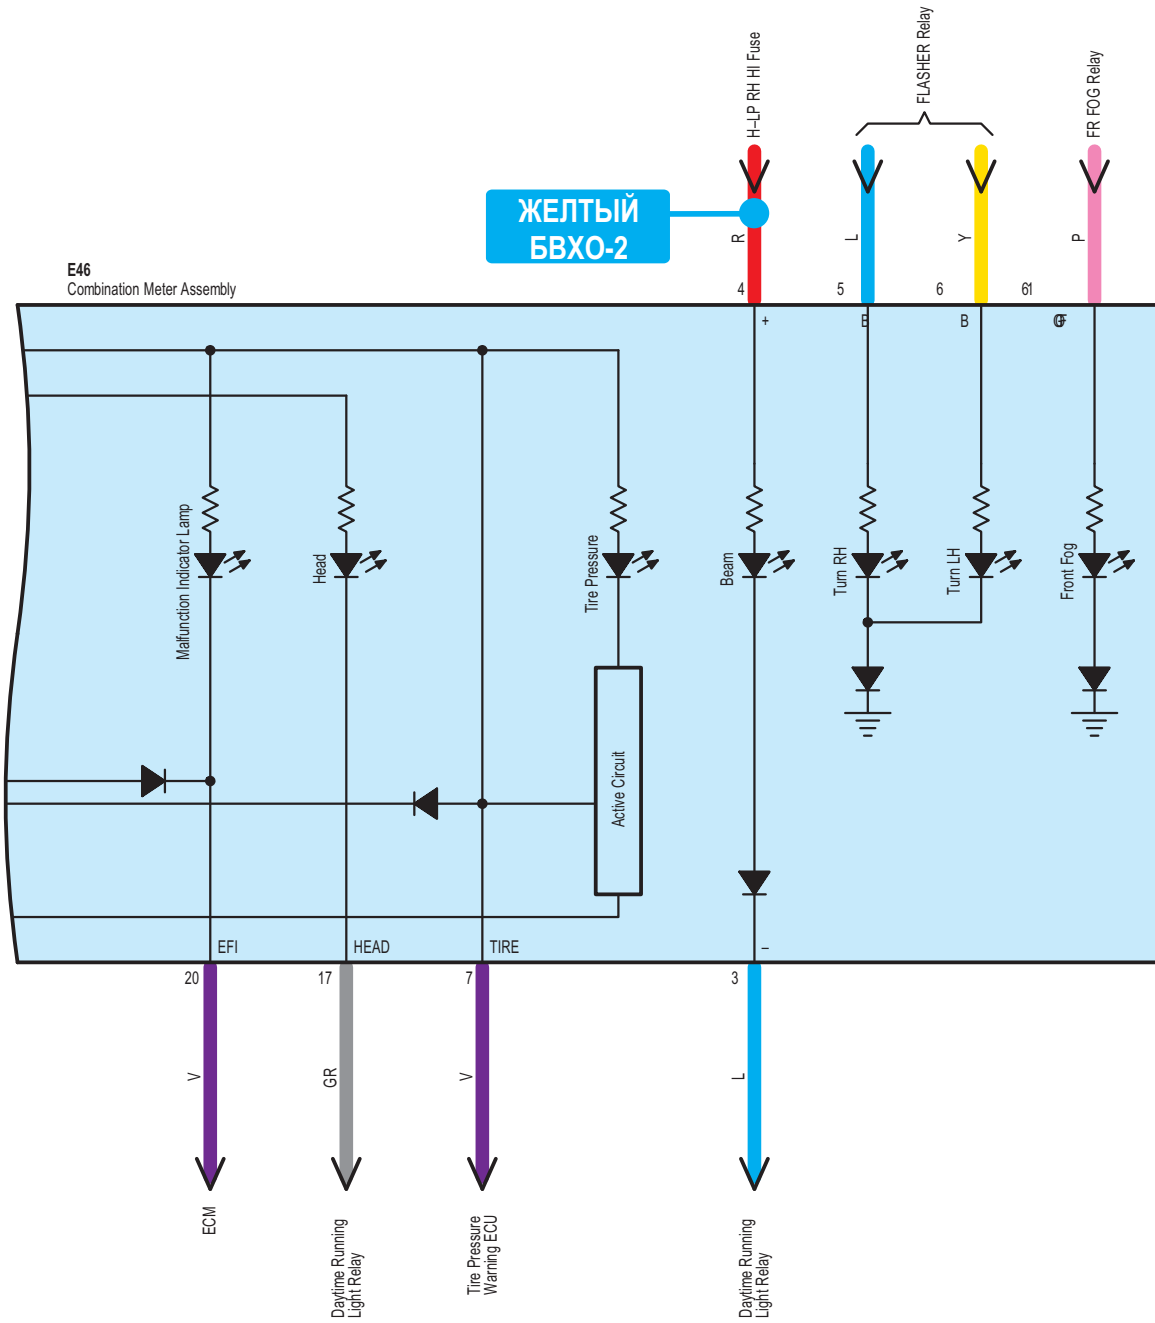 H-LP RH HI Fuse
FLASHER Relay
FR FOG Relay
ЖЕЛТЫЙ
БВХО-2
R
L
Y
P
E46
Combination Meter Assembly
4
5
6
61
+
B
B
Malfunction Indicator Lamp
Head
Tire Pressure
Beam
Turn RH
Turn LH
Front Fog
Active Circuit
EFI
HEAD
TIRE
–
20
17
7
3
V
GR
V
L
ECM
Daytime Running
Light Relay
Tire Pressure
Warning ECU
Daytime Running
Light Relay